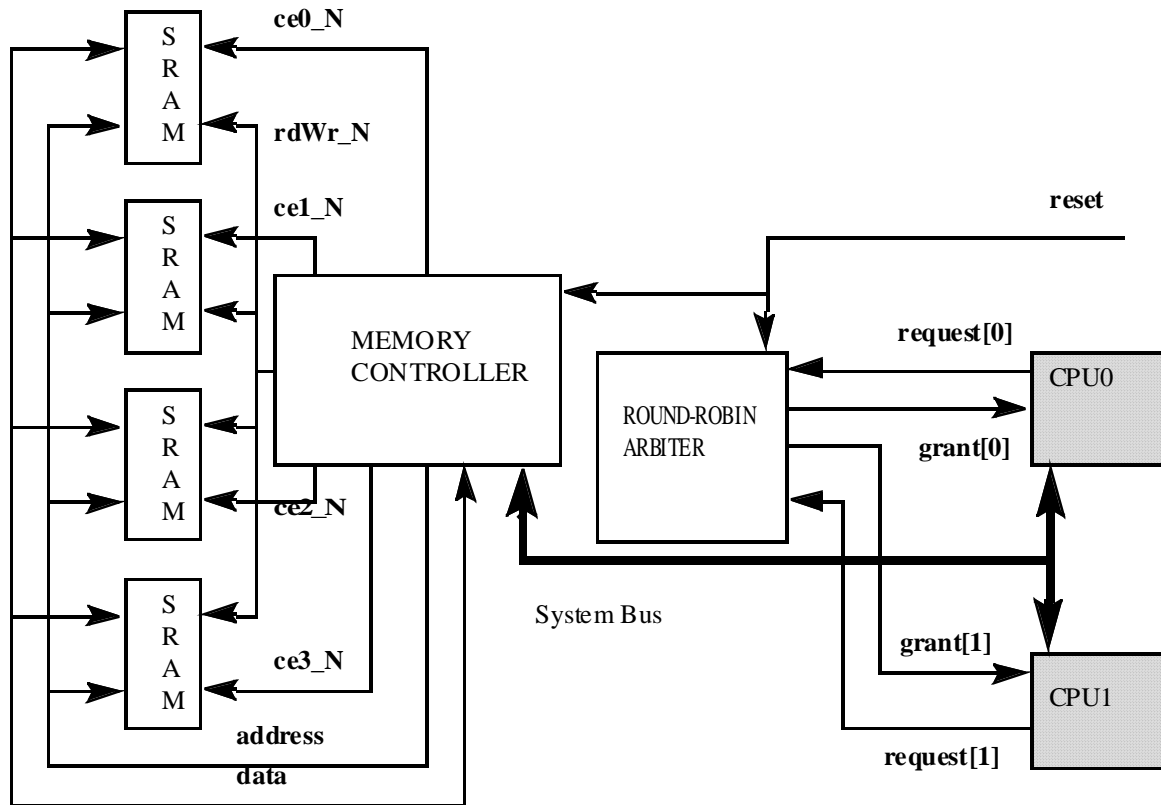 ce0_N
S
R
A
M
rdWr_N
ce1_N
S
R
A
M
reset
MEMORY
CONTROLLER
request[0]
CPU0
ROUND-ROBIN
ARBITER
grant[0]
S
R
A
M
ce2_N
System Bus
S
R
A
M
grant[1]
ce3_N
CPU1
address
request[1]
data